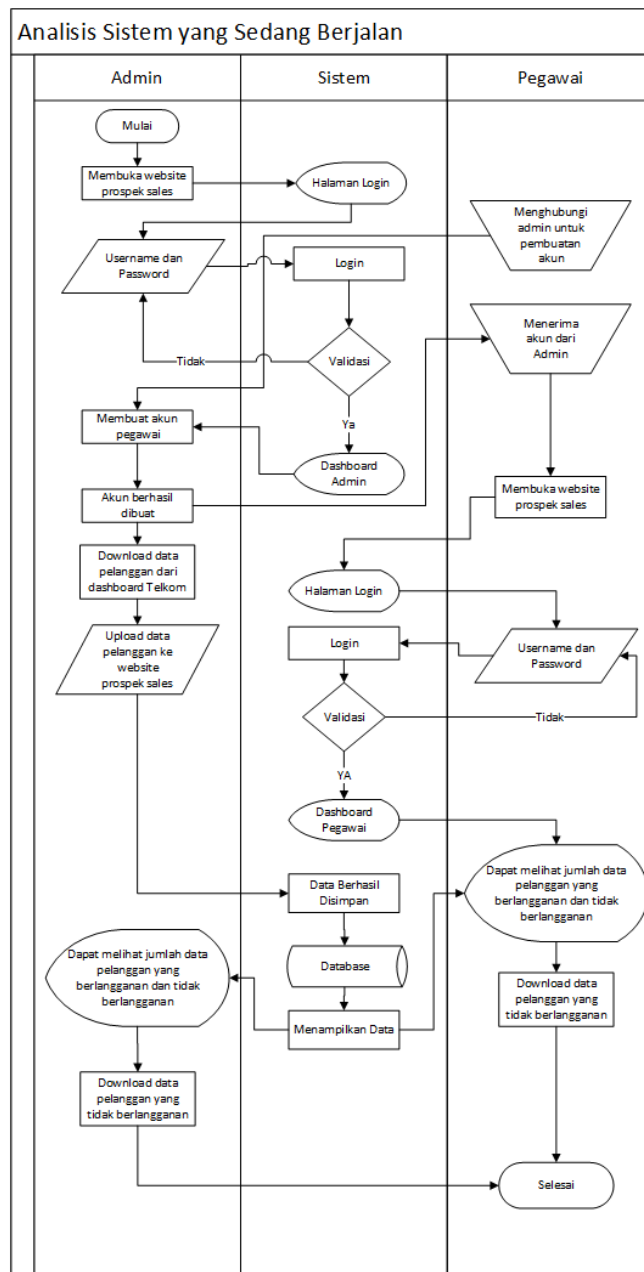 Analisis Sistem yang Sedang Berjalan
Admin
Sistem
Pegawai
Mulai
Membuka website
prospek sales
Halaman Login
Menghubungi
admin untuk
pembuatan
akun
Username dan
Password
Login
Menerima
akun dari
Admin
Tidak
Validasi
Ya
Membuat akun
pegawai
Dashboard
Admin
Akun berhasil
dibuat
Membuka website
prospek sales
Download data
pelanggan dari
dashboard Telkom
Halaman Login
Upload data
pelanggan ke
website
prospek sales
Login
Username dan
Password
Validasi
Tidak
YA
Dashboard
Pegawai
Dapat melihat jumlah data
pelanggan yang
berlangganan dan tidak
berlangganan
Data Berhasil
Disimpan
Dapat melihat jumlah data
pelanggan yang
berlangganan dan tidak
berlangganan
Database
Download data
pelanggan yang
tidak berlangganan
Menampilkan Data
Download data
pelanggan yang
tidak berlangganan
Selesai